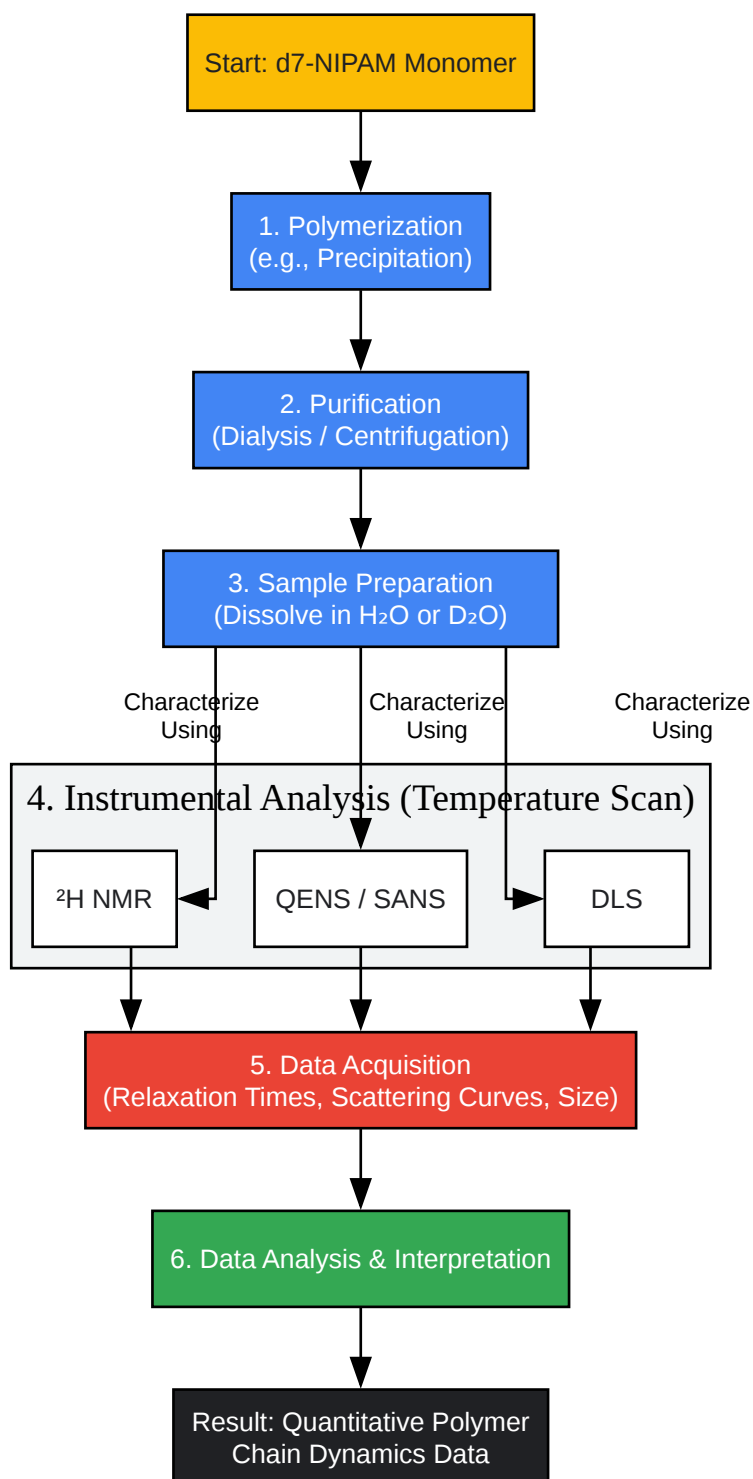 Start: d7-NIPAM Monomer
1. Polymerization
(e.g., Precipitation)
2. Purification
(Dialysis / Centrifugation)
3. Sample Preparation
(Dissolve in H₂O or D₂O)
Characterize
Using
Characterize
Using
Characterize
Using
4. Instrumental Analysis (Temperature Scan)
²H NMR
QENS / SANS
DLS
5. Data Acquisition
(Relaxation Times, Scattering Curves, Size)
6. Data Analysis & Interpretation
Result: Quantitative Polymer
Chain Dynamics Data